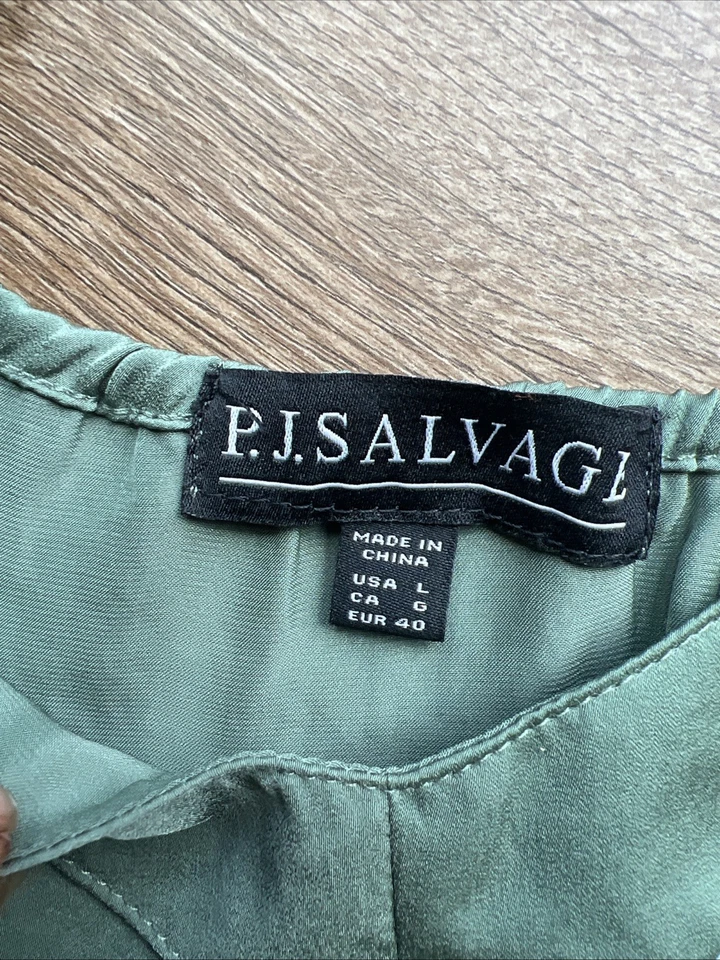 P.J.SALVAGE
MADE IN
CHINA
USA L
CA G
EUR 40